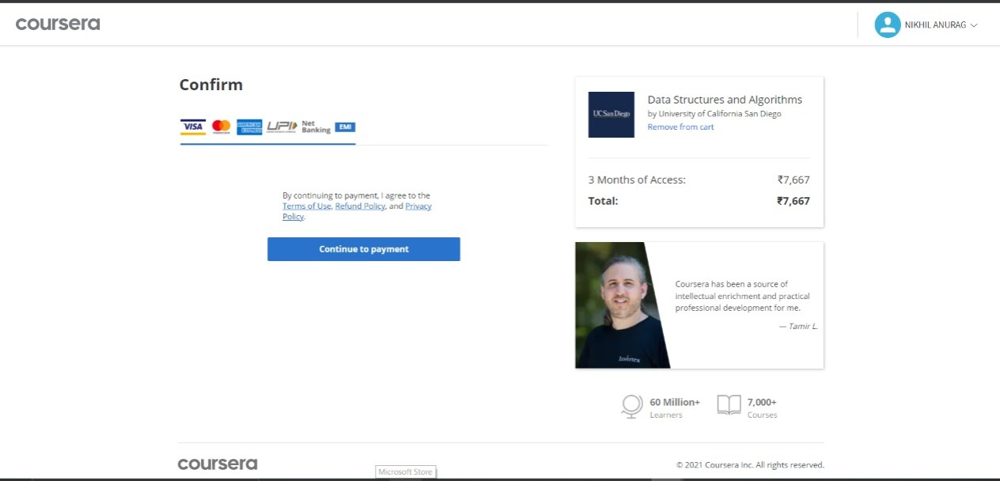 coursera
NIKHIL ANURAG
Confirm
VISA
AMERICAN EXPRESS
UPI
Net
Banking
EMI
By continuing to payment, I agree to the
Terms of Use, Refund Policy, and Privacy
Policy.
Continue to payment
UC San Diego
Data Structures and Algorithms
by University of California San Diego
Remove from cart
3 Months of Access: ₹7,667
Total: ₹7,667
Invertex
Coursera has been a source of
intellectual enrichment and practical
professional development for me.
— Tamir L.
60 Million+
Learners
7,000+
Courses
coursera
Microsoft Store
© 2021 Coursera Inc. All rights reserved.